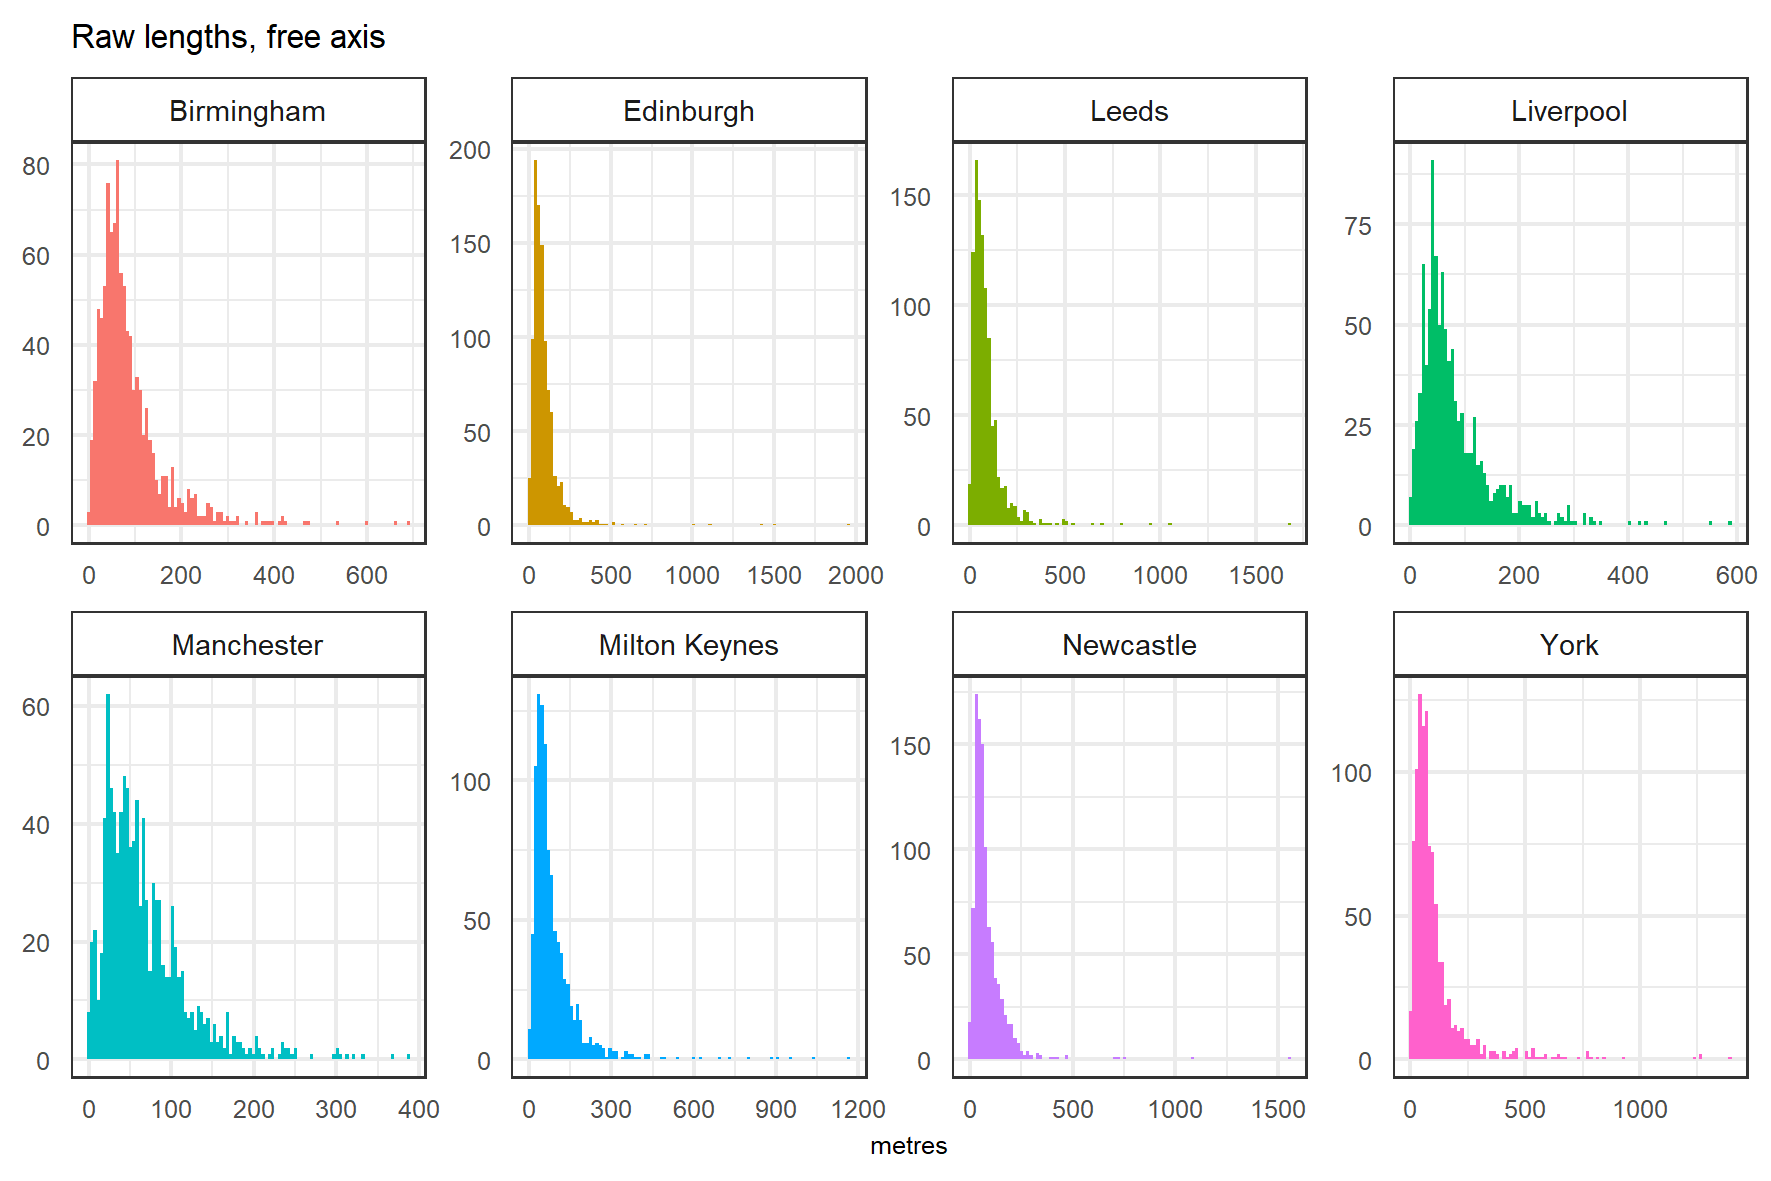 Raw lengths, free axis
Birmingham Edinburgh Leeds Liverpool
80
60
40
20
0
0 200 400 600
200
150
100
50
0
0 500 1000 1500 2000
150
100
50
0
0 500 1000 1500
75
50
25
0
0 200 400 600
Manchester Milton Keynes Newcastle York
60
40
20
0
0 100 200 300 400
100
50
0
0 300 600 900 1200
150
100
50
0
0 500 1000 1500
100
50
0
0 500 1000
metres